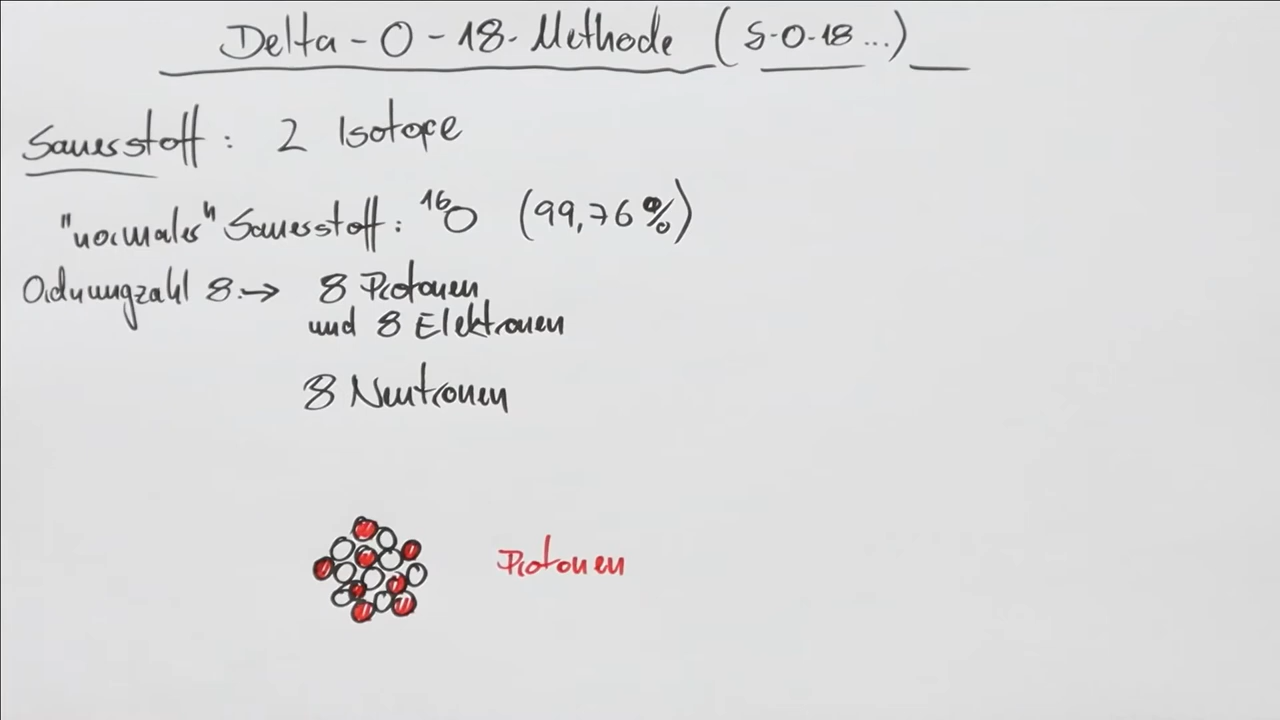 Delta-O-18-Methode (δ-O-18...)
Sauerstoff: 2 Isotope
"normales" Sauerstoff: ¹⁶O (99,76%)
Ordnungzahl 8 → 8 Protonen
und 8 Elektronen
8 Neutronen
Protonen